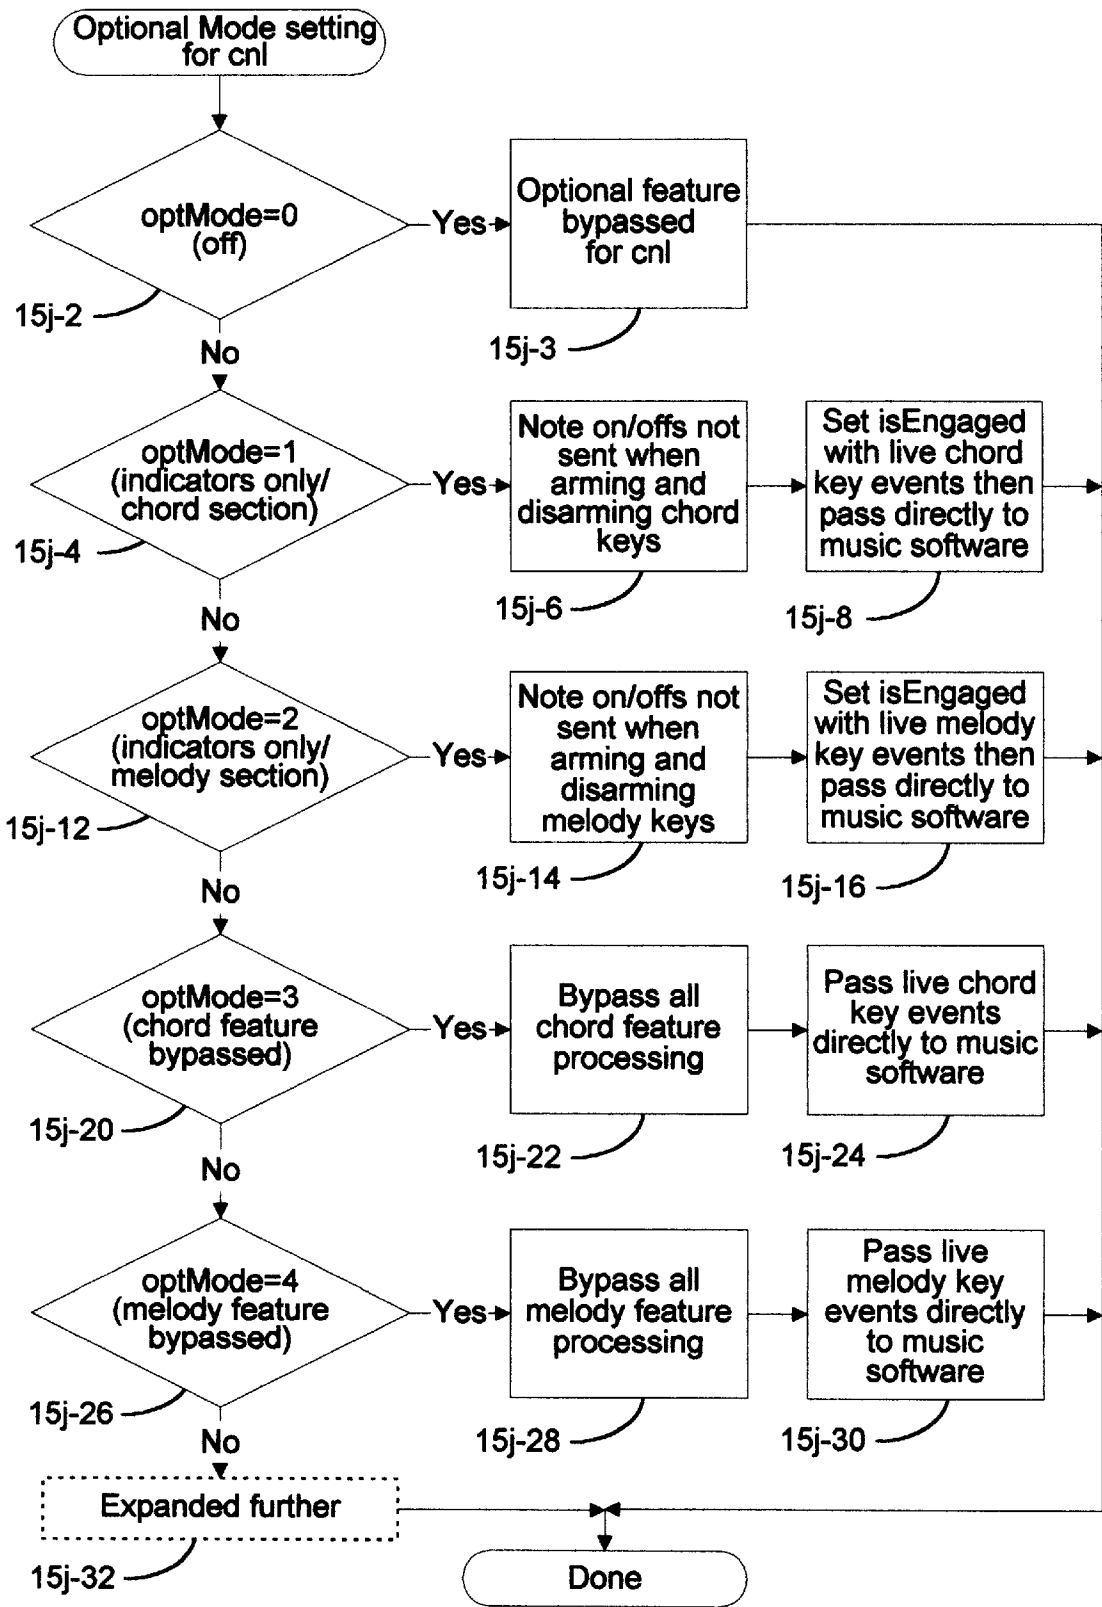 Optional Mode setting
for cnl
optMode=0
(off)
Yes
Optional feature
bypassed
for cnl
15j-2
15j-3
No
optMode=1
(indicators only/
chord section)
Yes
Note on/offs not
sent when
arming and
disarming chord
keys
Set isEngaged
with live chord
key events then
pass directly to
music software
15j-4
15j-6
15j-8
No
optMode=2
(indicators only/
melody section)
Yes
Note on/offs not
sent when
arming and
disarming
melody keys
Set isEngaged
with live melody
key events then
pass directly to
music software
15j-12
15j-14
15j-16
No
optMode=3
(chord feature
bypassed)
Yes
Bypass all
chord feature
processing
Pass live chord
key events
directly to music
software
15j-20
15j-22
15j-24
No
optMode=4
(melody feature
bypassed)
Yes
Bypass all
melody feature
processing
Pass live
melody key
events directly
to music
software
15j-26
15j-28
15j-30
No
Expanded further
15j-32
Done